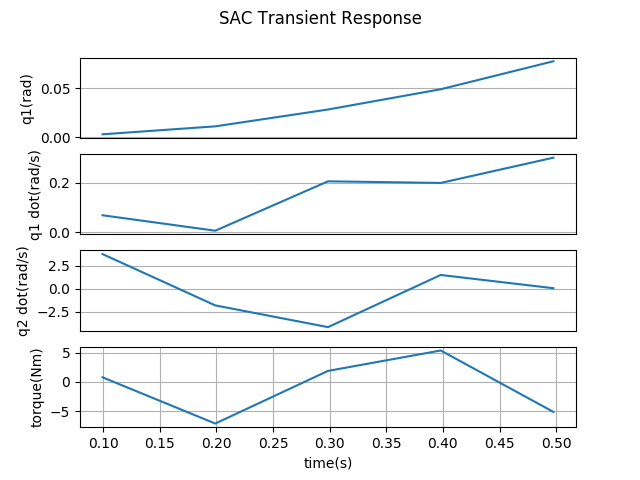 SAC Transient Response
q1(rad)
0.05
0.00
q1 dot(rad/s)
0.2
0.0
q2 dot(rad/s)
2.5
0.0
−2.5
torque(Nm)
5
0
−5
0.10 0.15 0.20 0.25 0.30 0.35 0.40 0.45 0.50
time(s)